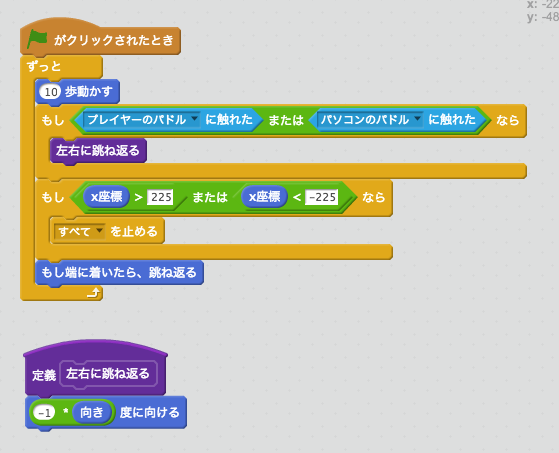 x: -22
y: -48
がクリックされたとき
ずっと
10 歩動かす
もし プレイヤーのパドル に触れた または パソコンのパドル に触れた なら
左右に跳ね返る
もし x座標 > 225 または x座標 < -225 なら
すべて を止める
もし端に着いたら、跳ね返る
定義 左右に跳ね返る
-1 * 向き 度に向ける